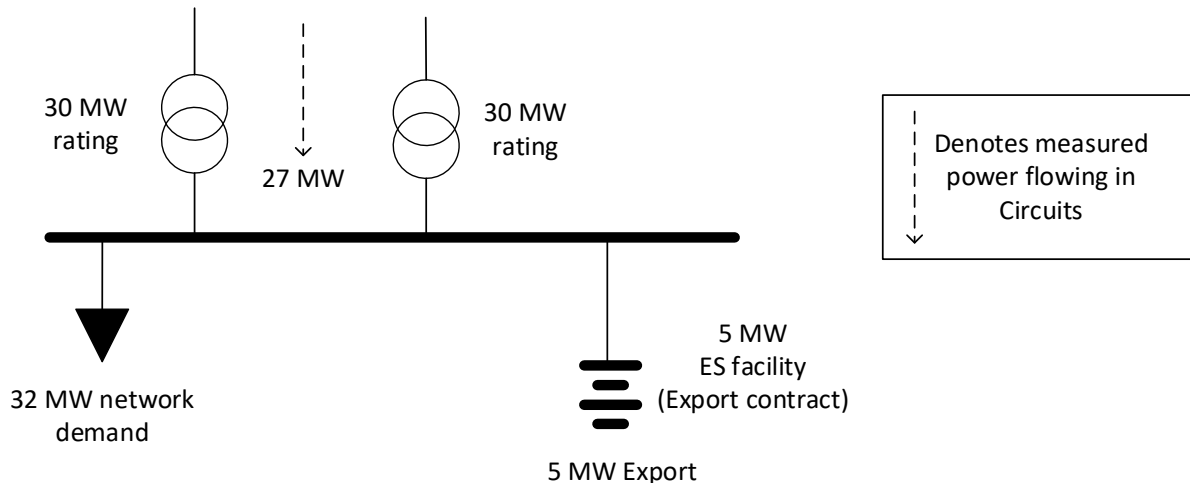 30 MW
rating
27 MW
30 MW
rating
Denotes measured
power flowing in
Circuits
32 MW network
demand
5 MW
ES facility
(Export contract)
5 MW Export